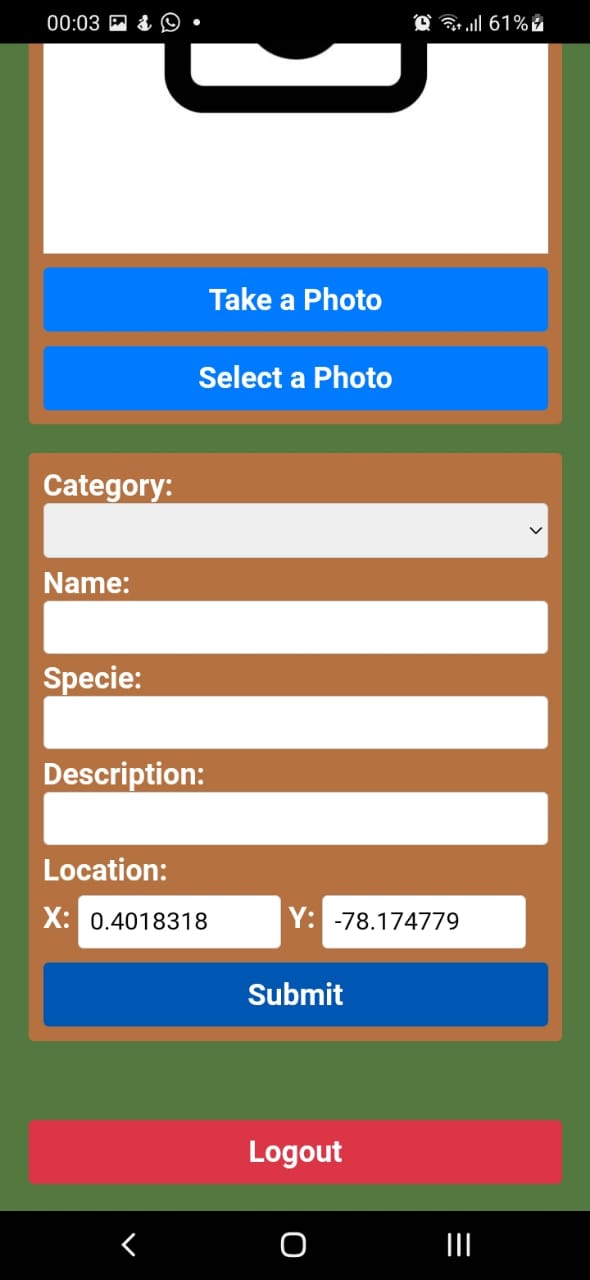 00:03 61%
Take a Photo
Select a Photo
Category:
Name:
Specie:
Description:
Location:
X: 0.4018318 Y: -78.174779
Submit
Logout